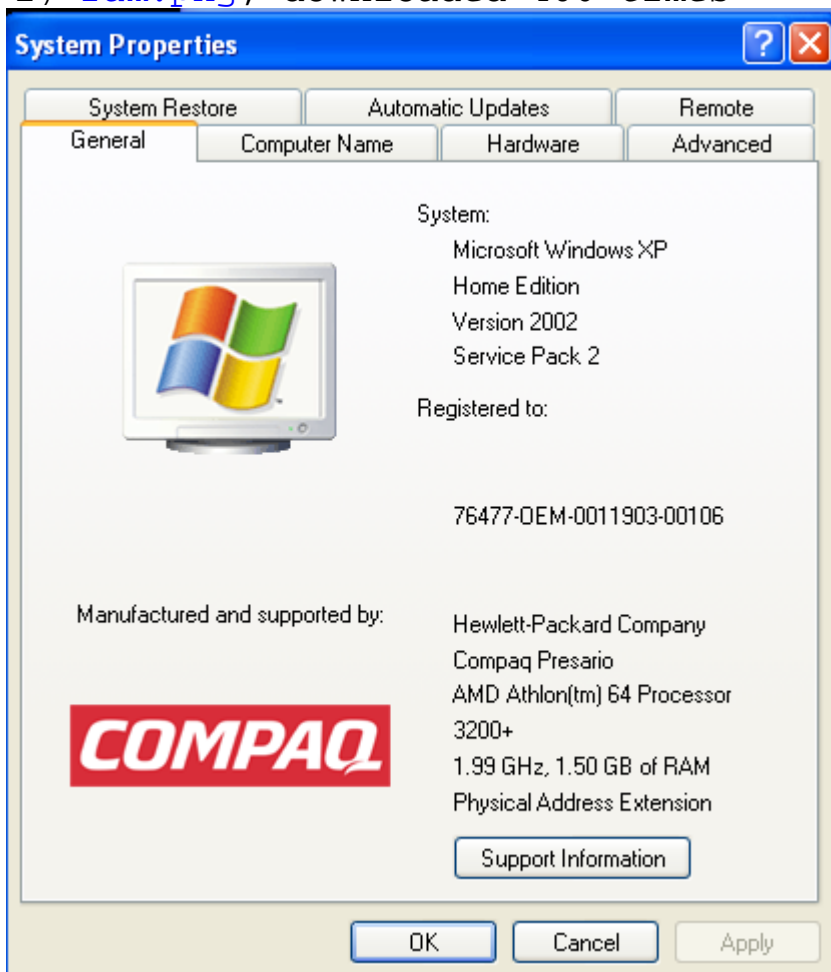 System Properties
System Restore Automatic Updates Remote
General Computer Name Hardware Advanced
System:
Microsoft Windows XP
Home Edition
Version 2002
Service Pack 2
Registered to:
76477-OEM-0011903-00106
Manufactured and supported by:
Hewlett-Packard Company
Compaq Presario
AMD Athlon(tm) 64 Processor
3200+
1.99 GHz, 1.50 GB of RAM
Physical Address Extension
COMPAQ
Support Information
OK Cancel Apply